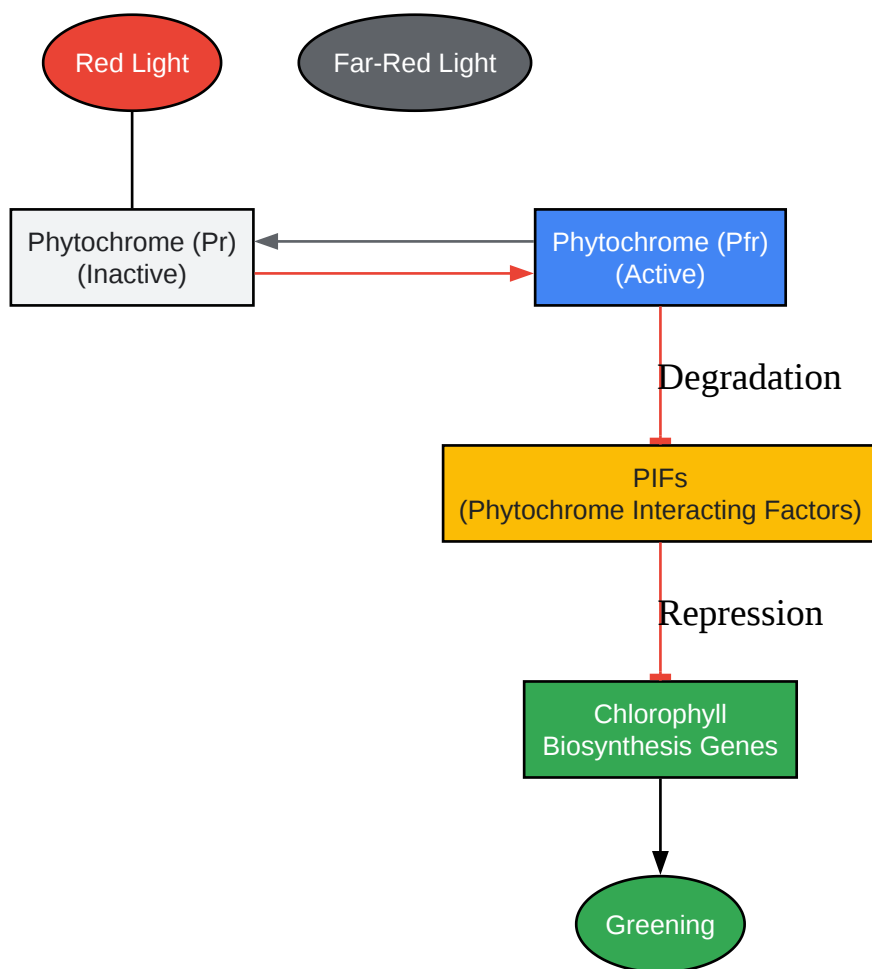 Red Light
Far-Red Light
Phytochrome (Pr)
(Inactive)
Phytochrome (Pfr)
(Active)
Degradation
PIFs
(Phytochrome Interacting Factors)
Repression
Chlorophyll
Biosynthesis Genes
Greening